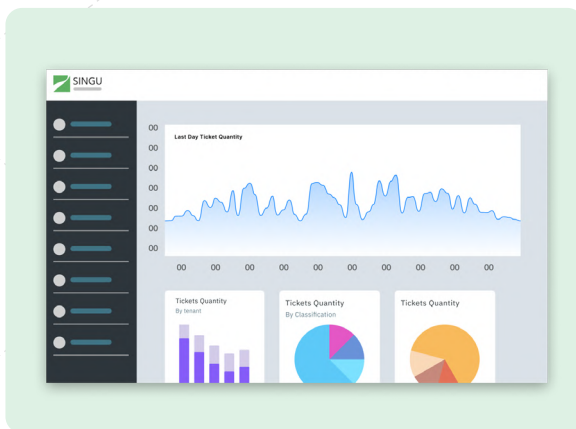 SINGU
00
Last Day Ticket Quantity
00
00
00
00
00
00
00 00 00 00 00 00 00 00 00 00
Tickets Quantity
By tenant
Tickets Quantity
By Classification
Tickets Quantity